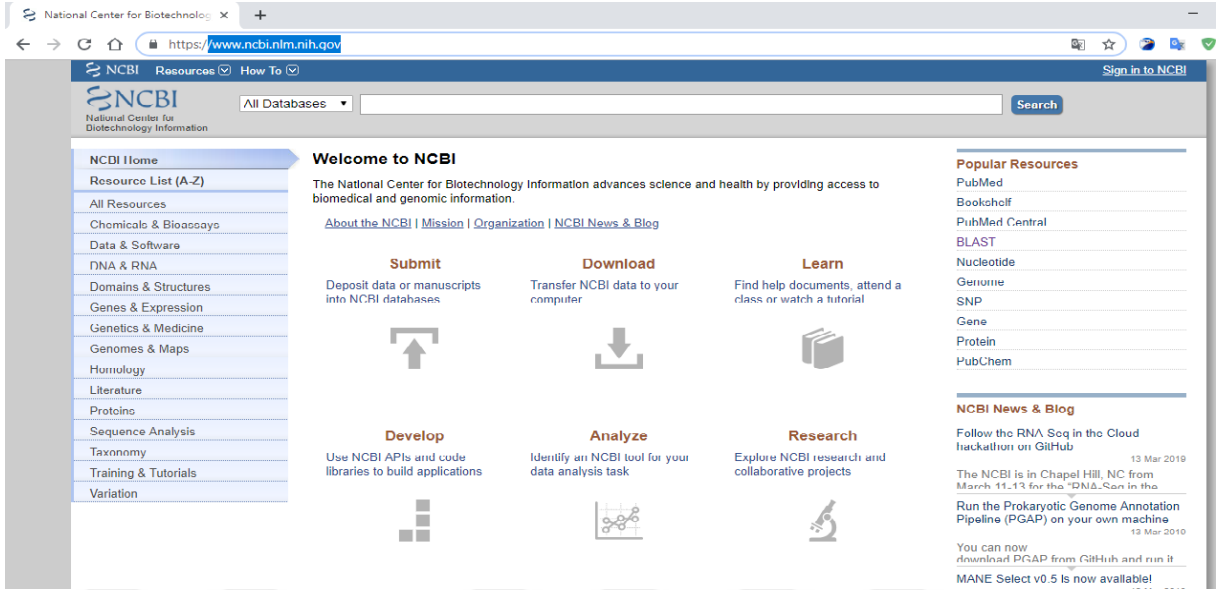 National Center for Biotechnolog
https://www.ncbi.nlm.nih.gov
NCBI Resources How To Sign in to NCBI
NCBI
National Center for
Biotechnology Information
All Databases
Search
NCBI Home
Resource List (A-Z)
All Resources
Chemicals & Bioassays
Data & Software
DNA & RNA
Domains & Structures
Genes & Expression
Genetics & Medicine
Genomes & Maps
Homology
Literature
Proteins
Sequence Analysis
Taxonomy
Training & Tutorials
Variation
Welcome to NCBI
The National Center for Biotechnology Information advances science and health by providing access to
biomedical and genomic information.
About the NCBI | Mission | Organization | NCBI News & Blog
Submit
Deposit data or manuscripts
into NCBI databases
Download
Transfer NCBI data to your
computer
Learn
Find help documents, attend a
class or watch a tutorial
Develop
Use NCBI APIs and code
libraries to build applications
Analyze
Identify an NCBI tool for your
data analysis task
Research
Explore NCBI research and
collaborative projects
Popular Resources
PubMed
Bookshelf
PubMed Central
BLAST
Nucleotide
Genome
SNP
Gene
Protein
PubChem
NCBI News & Blog
Follow the RNA-Seq in the Cloud
hackathon on GitHub
13 Mar 2019
The NCBI is in Chapel Hill, NC from
March 11-13 for the "RNA-Seq in the
Run the Prokaryotic Genome Annotation
Pipeline (PGAP) on your own machine
13 Mar 2019
You can now
download PGAP from GitHub and run it
MANE Select v0.5 is now available!